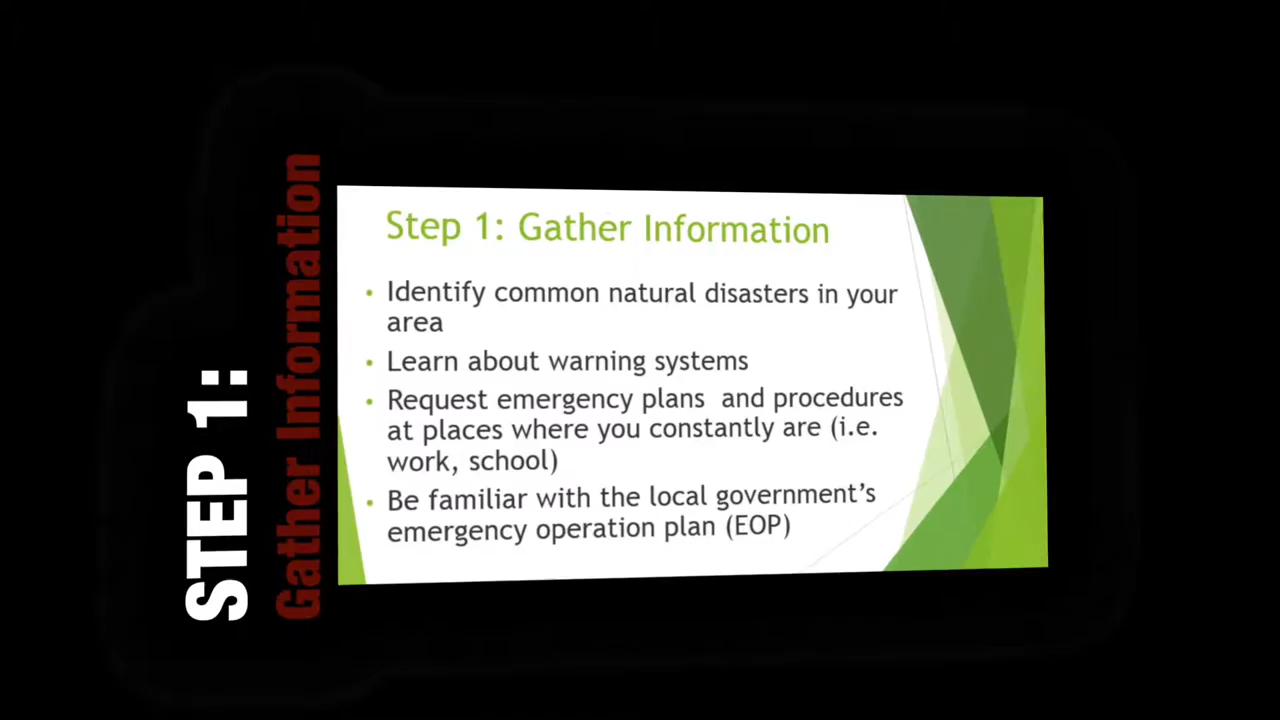 STEP 1:
Gather Information
Step 1: Gather Information
• Identify common natural disasters in your
area
• Learn about warning systems
• Request emergency plans  and procedures
at places where you constantly are (i.e.
work, school)
• Be familiar with the local government's
emergency operation plan (EOP)